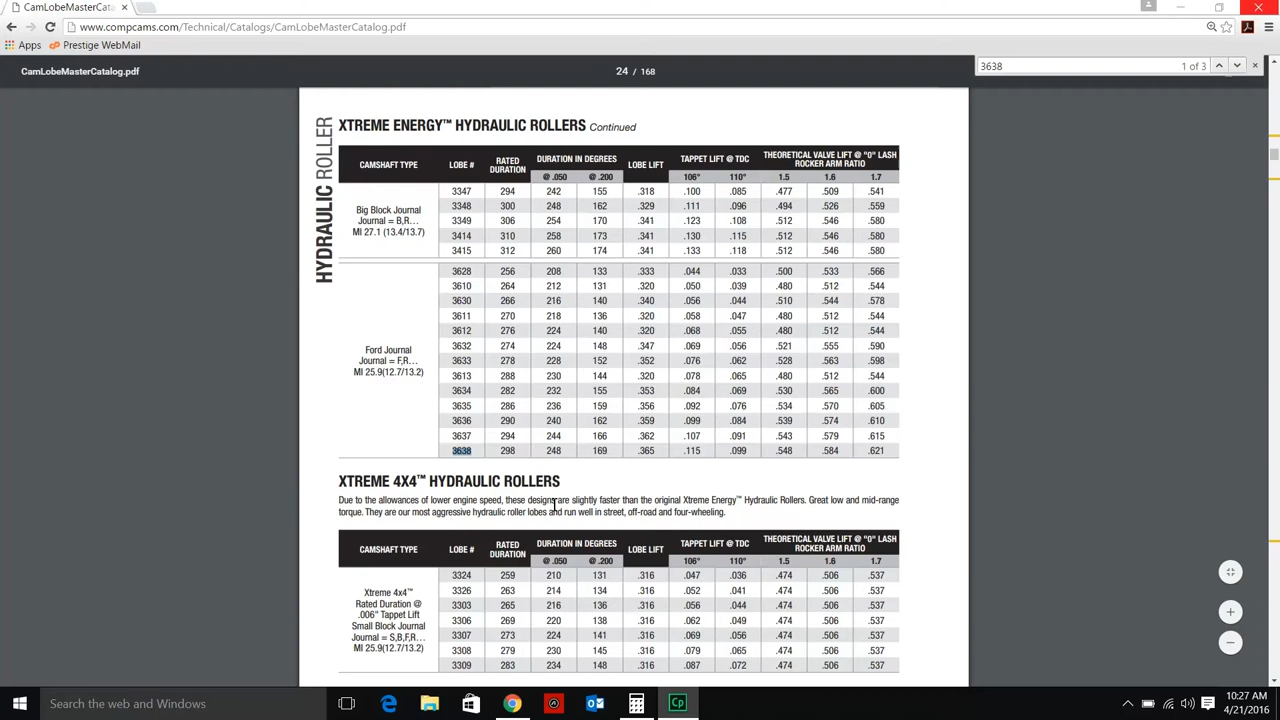 CamLobeMasterCata
www.compcams.com/Technical/Catalogs/CamLobeMasterCatalog.pdf
Apps Prestige WebMail
CamLobeMasterCatalog.pdf
24 / 168
3638 1 of 3
HYDRAULIC ROLLER
XTREME ENERGY™ HYDRAULIC ROLLERS Continued
CAMSHAFT TYPE LOBE # RATED DURATION DURATION IN DEGREES LOBE LIFT TAPPET LIFT @ TDC THEORETICAL VALVE LIFT @ "0" LASH ROCKER ARM RATIO
@ .050 @ .200 106° 110° 1.5 1.6 1.7
Big Block Journal
Journal = B,R...
MI 27.1 (13.4/13.7)
3347 294 242 155 .318 .100 .085 .477 .509 .541
3348 300 248 162 .329 .111 .096 .494 .526 .559
3349 306 254 170 .341 .123 .108 .512 .546 .580
3414 310 258 173 .341 .130 .115 .512 .546 .580
3415 312 260 174 .341 .133 .118 .512 .546 .580
Ford Journal
Journal = F,R...
MI 25.9(12.7/13.2)
3628 256 208 133 .333 .044 .033 .500 .533 .566
3610 264 212 131 .320 .050 .039 .480 .512 .544
3630 266 216 140 .340 .056 .044 .510 .544 .578
3611 270 218 136 .320 .058 .047 .480 .512 .544
3612 276 224 140 .320 .068 .055 .480 .512 .544
3632 274 224 148 .347 .069 .056 .521 .555 .590
3633 278 228 152 .352 .076 .062 .528 .563 .598
3613 288 230 144 .320 .078 .065 .480 .512 .544
3634 282 232 155 .353 .084 .069 .530 .565 .600
3635 286 236 159 .356 .092 .076 .534 .570 .605
3636 290 240 162 .359 .099 .084 .539 .574 .610
3637 294 244 166 .362 .107 .091 .543 .579 .615
3638 298 248 169 .365 .115 .099 .548 .584 .621
XTREME 4X4™ HYDRAULIC ROLLERS
Due to the allowances of lower engine speed, these designs are slightly faster than the original Xtreme Energy™ Hydraulic Rollers. Great low and mid-range
torque. They are our most aggressive hydraulic roller lobes and run well in street, off-road and four-wheeling.
CAMSHAFT TYPE LOBE # RATED DURATION DURATION IN DEGREES LOBE LIFT TAPPET LIFT @ TDC THEORETICAL VALVE LIFT @ "0" LASH ROCKER ARM RATIO
@ .050 @ .200 106° 110° 1.5 1.6 1.7
Xtreme 4x4™
Rated Duration @
.006" Tappet Lift
Small Block Journal
Journal = S,B,F,R...
MI 25.9(12.7/13.2)
3324 259 210 131 .316 .047 .036 .474 .506 .537
3326 263 214 134 .316 .052 .041 .474 .506 .537
3303 265 216 136 .316 .056 .044 .474 .506 .537
3306 269 220 138 .316 .062 .049 .474 .506 .537
3307 273 224 141 .316 .069 .056 .474 .506 .537
3308 279 230 145 .316 .079 .065 .474 .506 .537
3309 283 234 148 .316 .087 .072 .474 .506 .537
Search the web and Windows
Cp
10:27 AM
4/21/2016